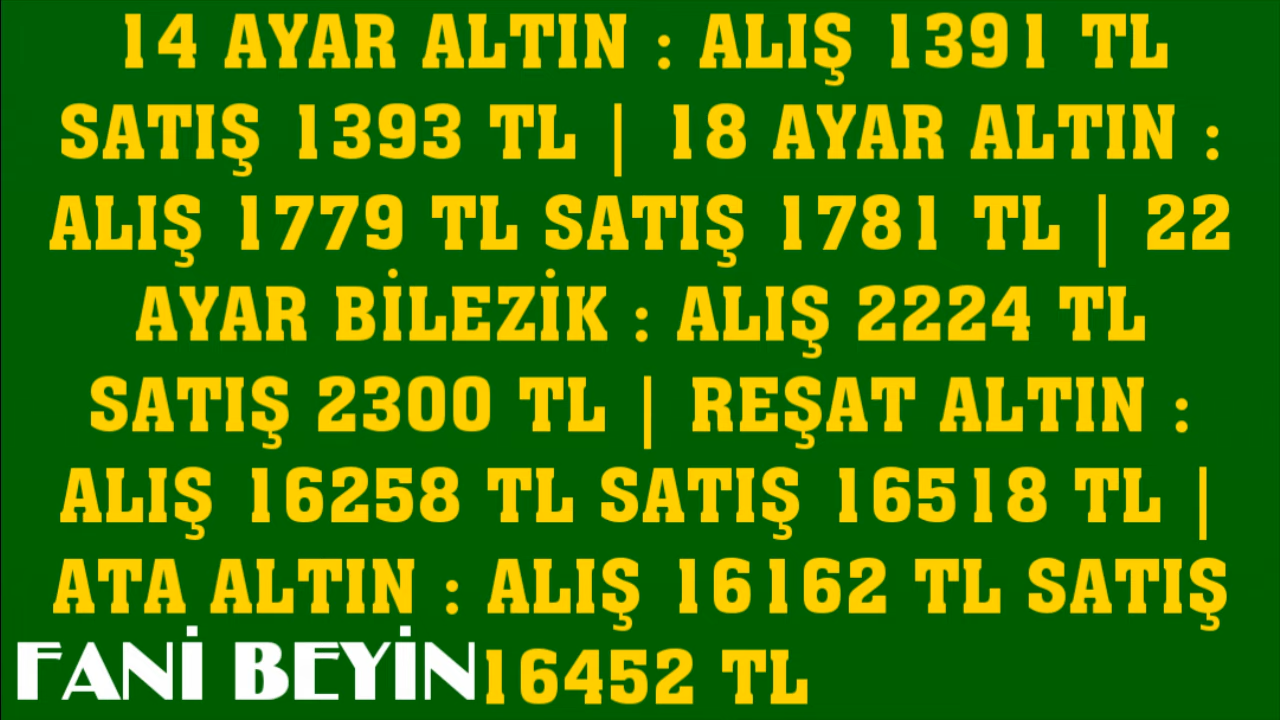 14 AYAR ALTIN : ALIŞ 1391 TL
SATIŞ 1393 TL | 18 AYAR ALTIN :
ALIŞ 1779 TL SATIŞ 1781 TL | 22
AYAR BİLEZİK : ALIŞ 2224 TL
SATIŞ 2300 TL | REŞAT ALTIN :
ALIŞ 16258 TL SATIŞ 16518 TL |
ATA ALTIN : ALIŞ 16162 TL SATIŞ
16452 TL
FANİ BEYİN